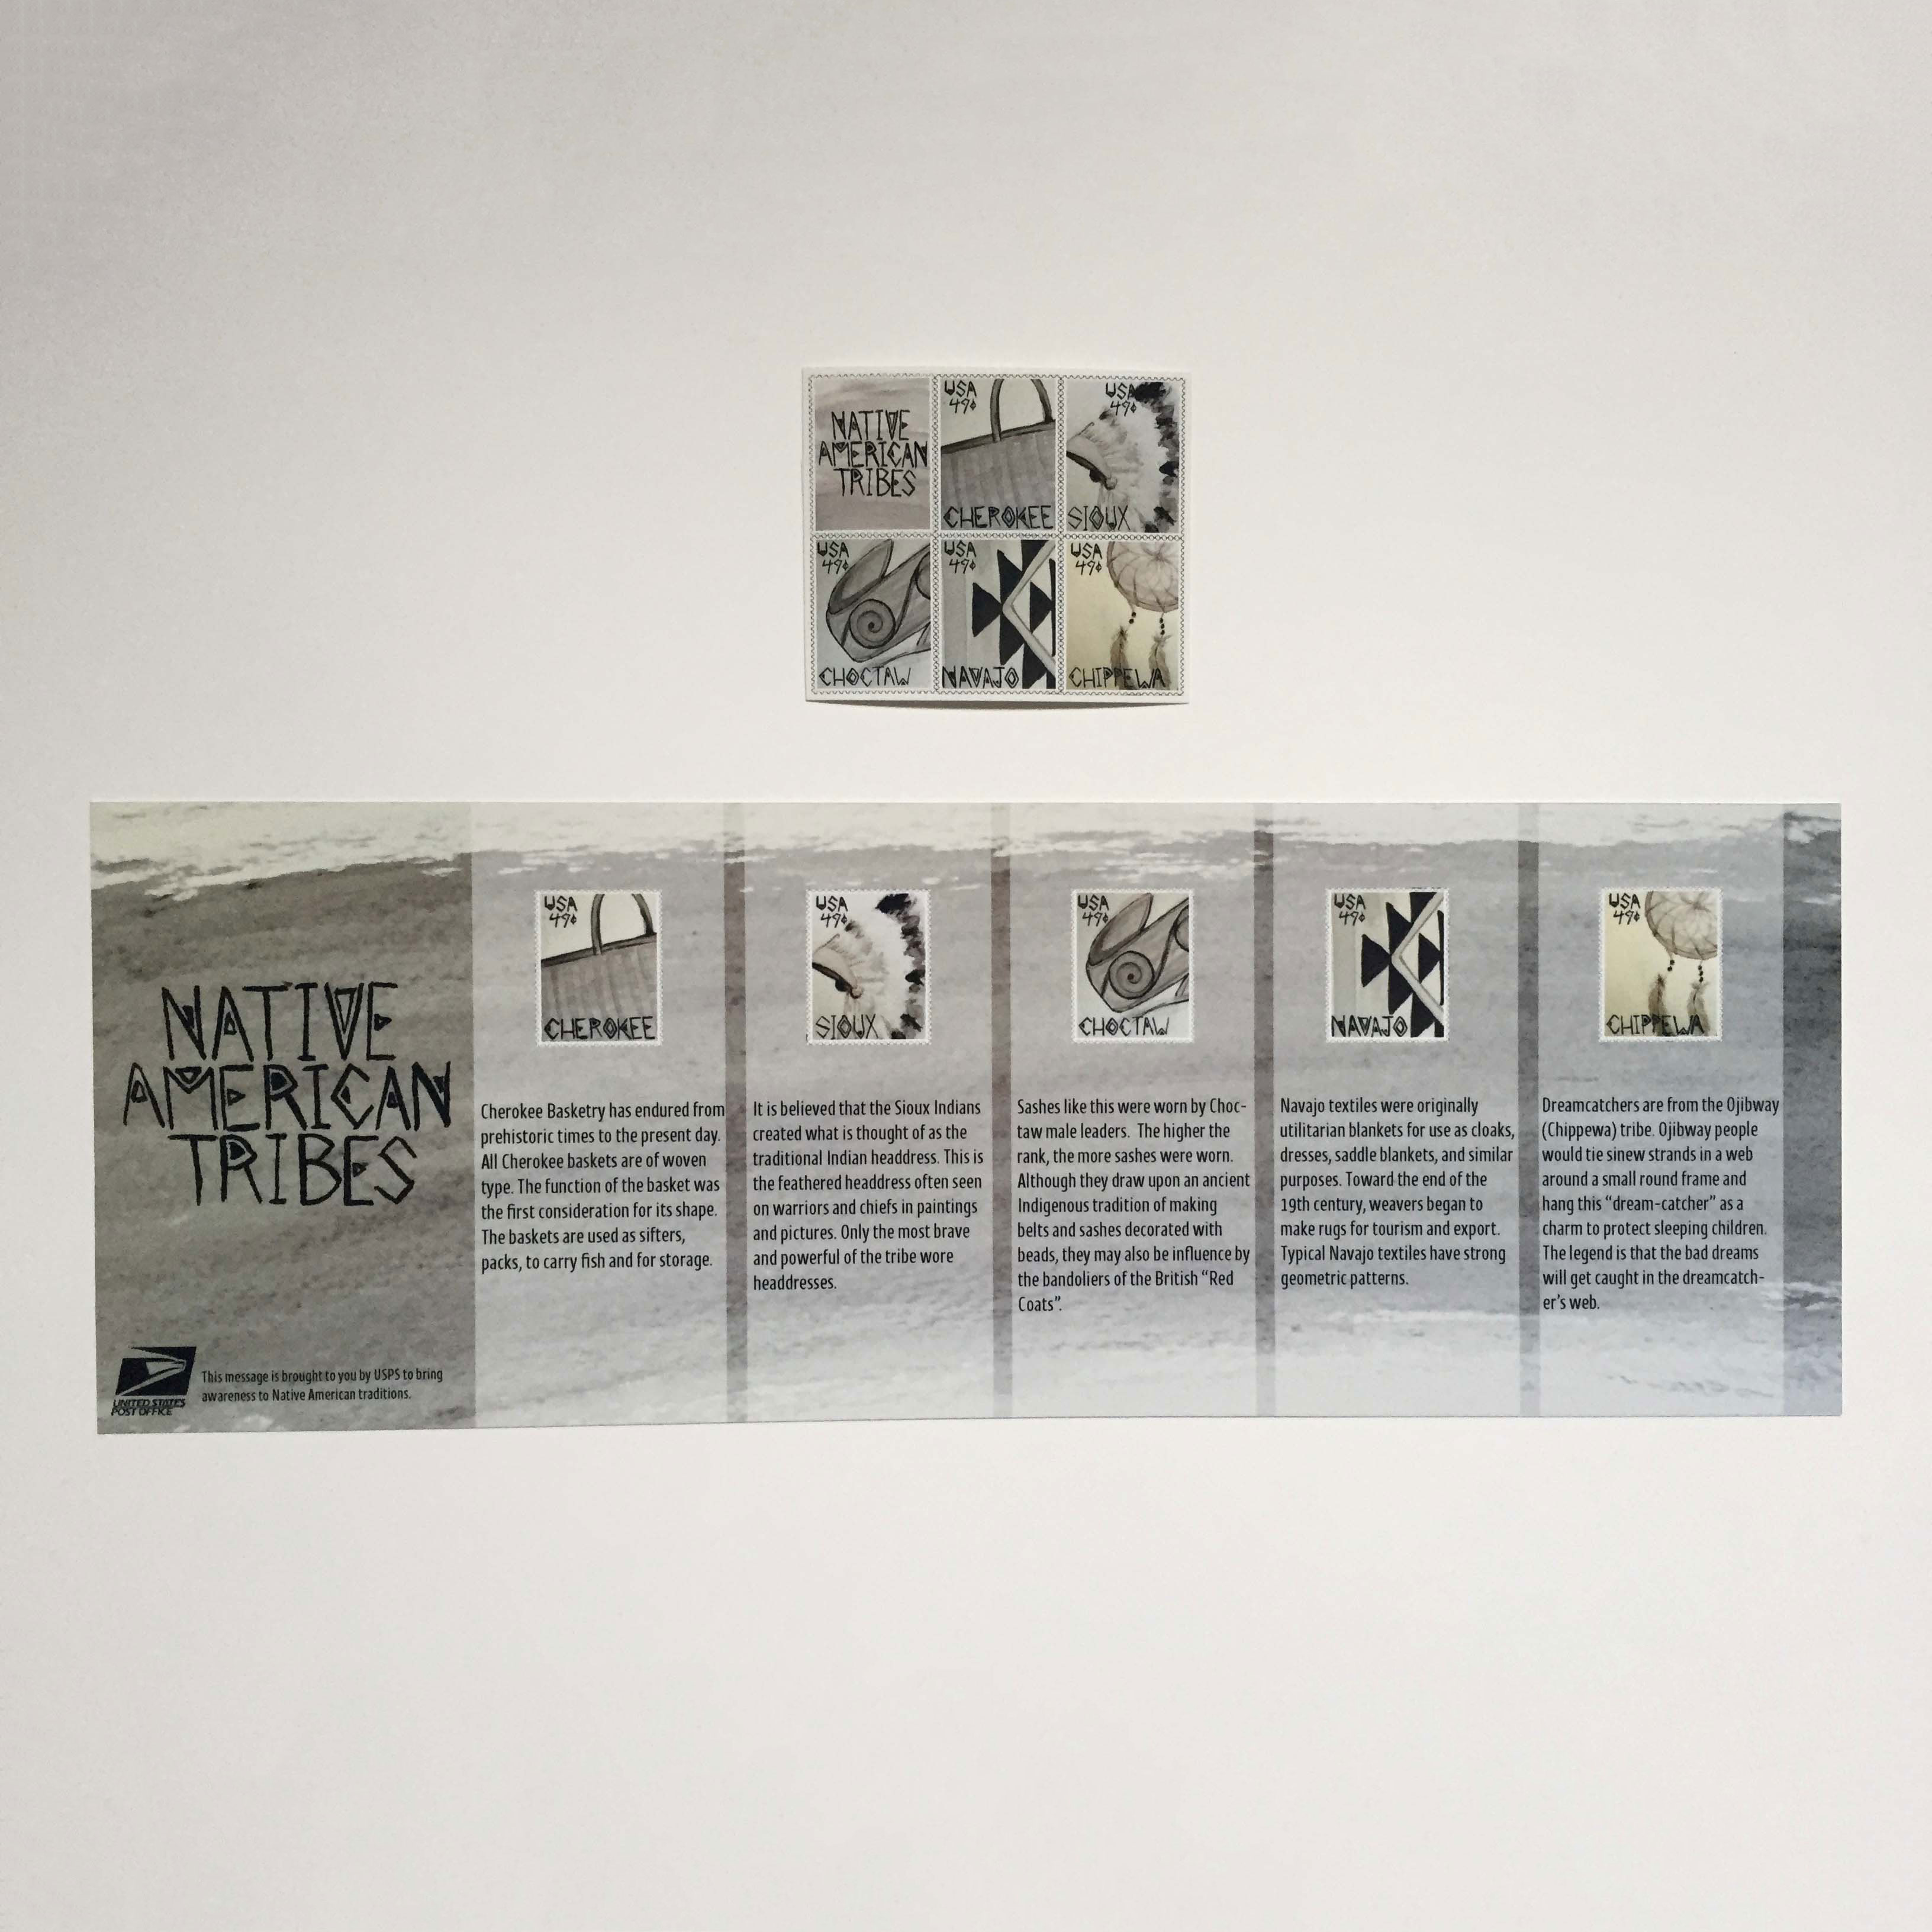 NATIVE
AMERICAN
TRIBES
USA
49¢
CHEROKEE
USA
49¢
SIOUX
USA
49¢
CHOCTAW
USA
49¢
NAVAJO
USA
49¢
CHIPPEWA
NATIVE
AMERICAN
TRIBES
UNITED STATES
POST OFFICE
This message is brought to you by USPS to bring
awareness to Native American traditions.
USA
49¢
CHEROKEE
Cherokee Basketry has endured from
prehistoric times to the present day.
All Cherokee baskets are of woven
type. The function of the basket was
the first consideration for its shape.
The baskets are used as sifters,
packs, to carry fish and for storage.
USA
49¢
SIOUX
It is believed that the Sioux Indians
created what is thought of as the
traditional Indian headdress. This is
the feathered headdress often seen
on warriors and chiefs in paintings
and pictures. Only the most brave
and powerful of the tribe wore
headdresses.
USA
49¢
CHOCTAW
Sashes like this were worn by Choc-
taw male leaders. The higher the
rank, the more sashes were worn.
Although they draw upon an ancient
Indigenous tradition of making
belts and sashes decorated with
beads, they may also be influence by
the bandoliers of the British “Red
Coats”.
USA
49¢
NAVAJO
Navajo textiles were originally
utilitarian blankets for use as cloaks,
dresses, saddle blankets, and similar
purposes. Toward the end of the
19th century, weavers began to
make rugs for tourism and export.
Typical Navajo textiles have strong
geometric patterns.
USA
49¢
CHIPPEWA
Dreamcatchers are from the Ojibway
(Chippewa) tribe. Ojibway people
would tie sinew strands in a web
around a small round frame and
hang this “dream-catcher” as a
charm to protect sleeping children.
The legend is that the bad dreams
will get caught in the dreamcatch-
er’s web.